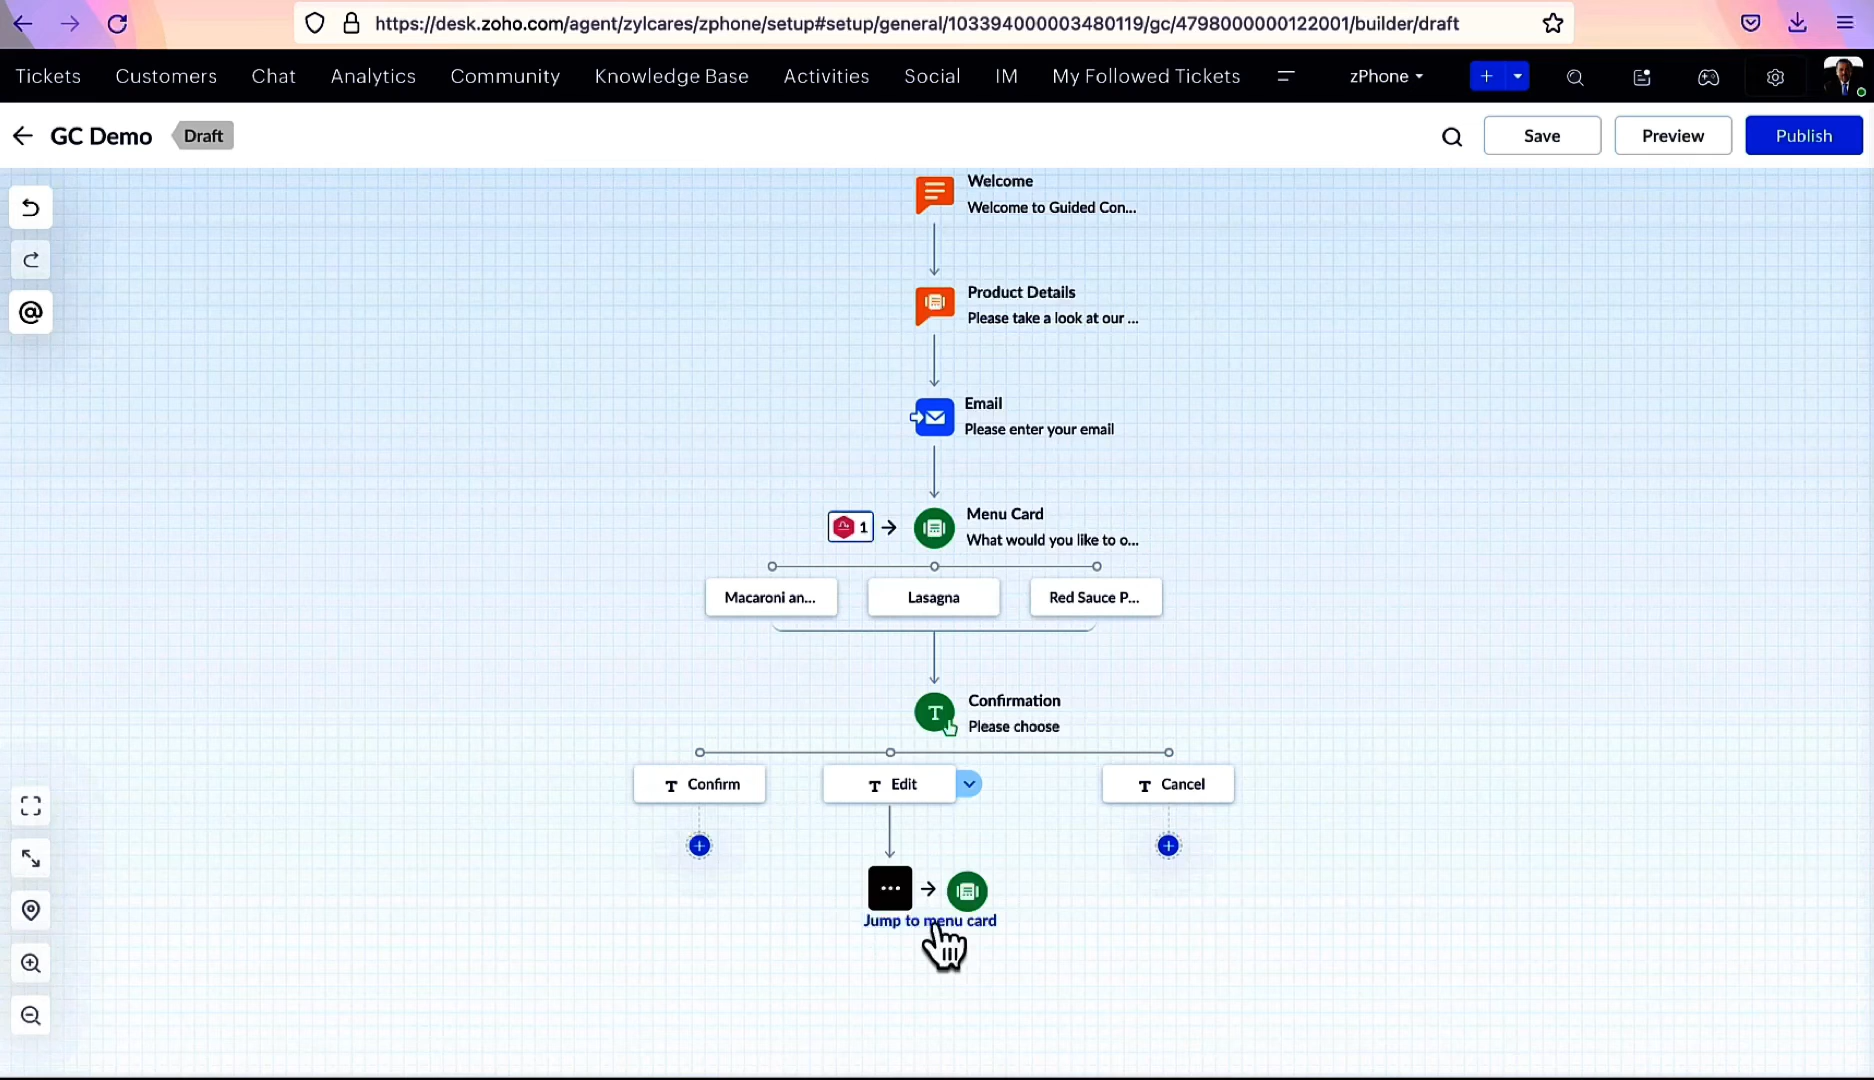 https://desk.zoho.com/agent/zylcares/zphone/setup#setup/general/103394000003480119/gc/4798000000122001/builder/draft
Tickets Customers Chat Analytics Community Knowledge Base Activities Social IM My Followed Tickets zPhone
GC Demo Draft Save Preview Publish
Welcome
Welcome to Guided Con...
Product Details
Please take a look at our ...
Email
Please enter your email
Menu Card
1
What would you like to o...
Macaroni an... Lasagna Red Sauce P...
Confirmation
T
Please choose
T Confirm T Edit T Cancel
Jump to menu card